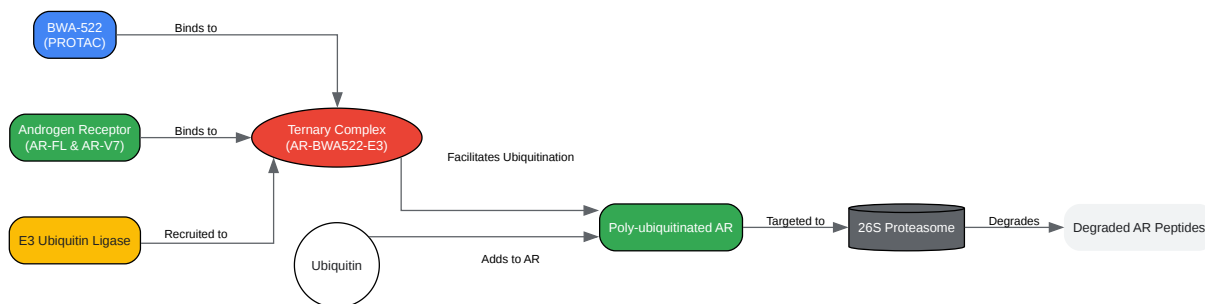 BWA-522
(PROTAC)
Binds to
Androgen Receptor
(AR-FL & AR-V7)
Binds to
Ternary Complex
(AR-BWA522-E3)
Facilitates Ubiquitination
E3 Ubiquitin Ligase
Recruited to
Ubiquitin
Adds to AR
Poly-ubiquitinated AR
Targeted to
26S Proteasome
Degrades
Degraded AR Peptides